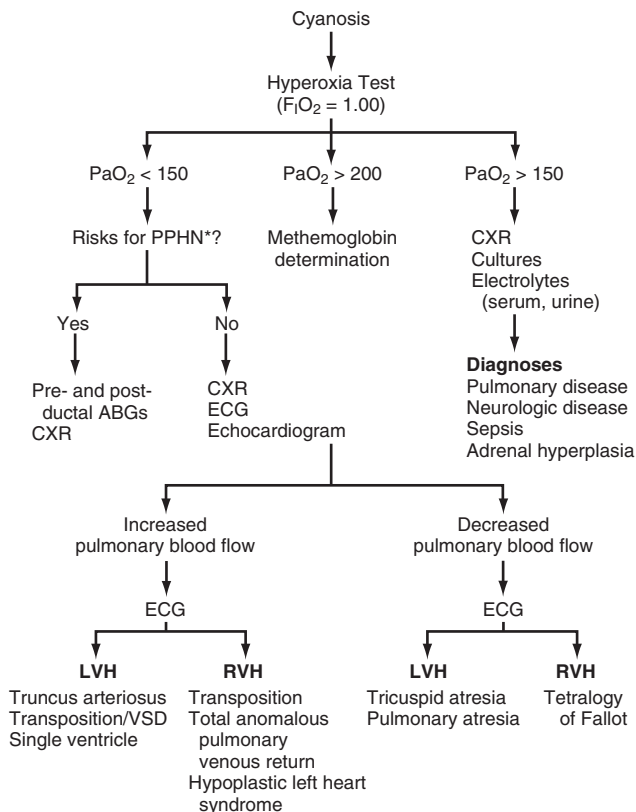 Cyanosis
Hyperoxia Test
(FIO2 = 1.00)
PaO2 < 150
PaO2 > 200
PaO2 > 150
Risks for PPHN*?
Methemoglobin
determination
CXR
Cultures
Electrolytes
(serum, urine)
Yes
No
Pre- and post-
ductal ABGs
CXR
CXR
ECG
Echocardiogram
Diagnoses
Pulmonary disease
Neurologic disease
Sepsis
Adrenal hyperplasia
Increased
pulmonary blood flow
Decreased
pulmonary blood flow
ECG
ECG
LVH
Truncus arteriosus
Transposition/VSD
Single ventricle
RVH
Transposition
Total anomalous
pulmonary
venous return
Hypoplastic left heart
syndrome
LVH
Tricuspid atresia
Pulmonary atresia
RVH
Tetralogy
of Fallot